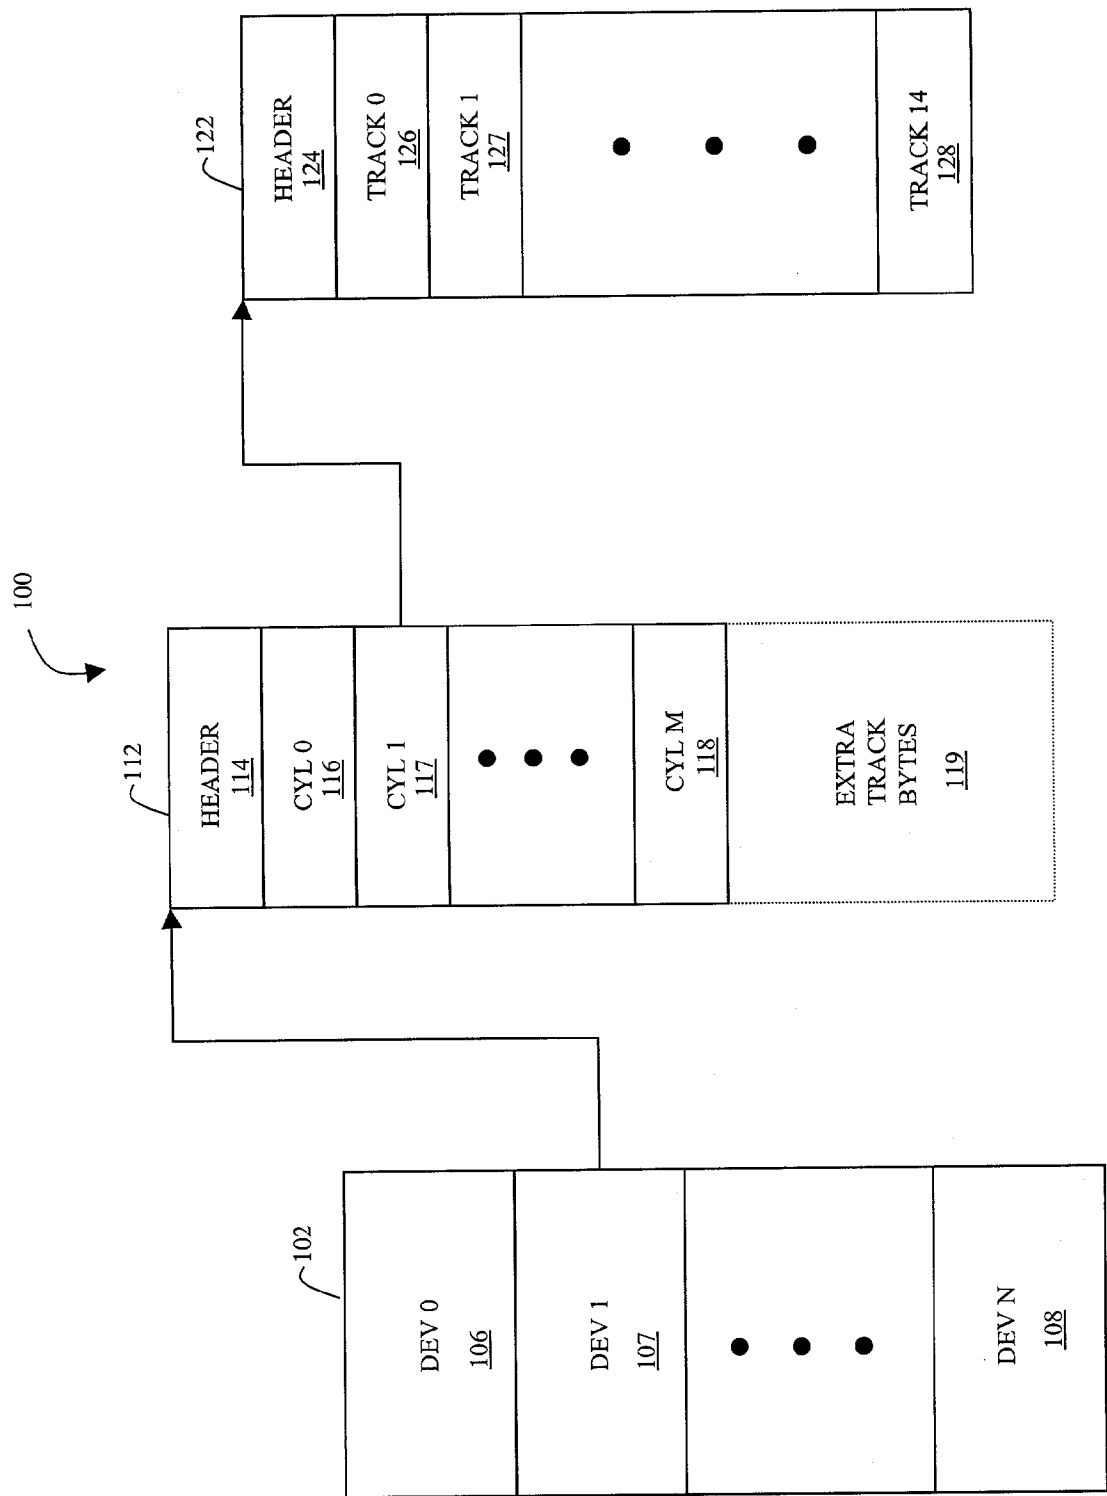 100
102
DEV 0
106
DEV 1
107
DEV N
108
112
HEADER
114
CYL 0
116
CYL 1
117
CYL M
118
EXTRA
TRACK
BYTES
119
122
HEADER
124
TRACK 0
126
TRACK 1
127
TRACK 14
128